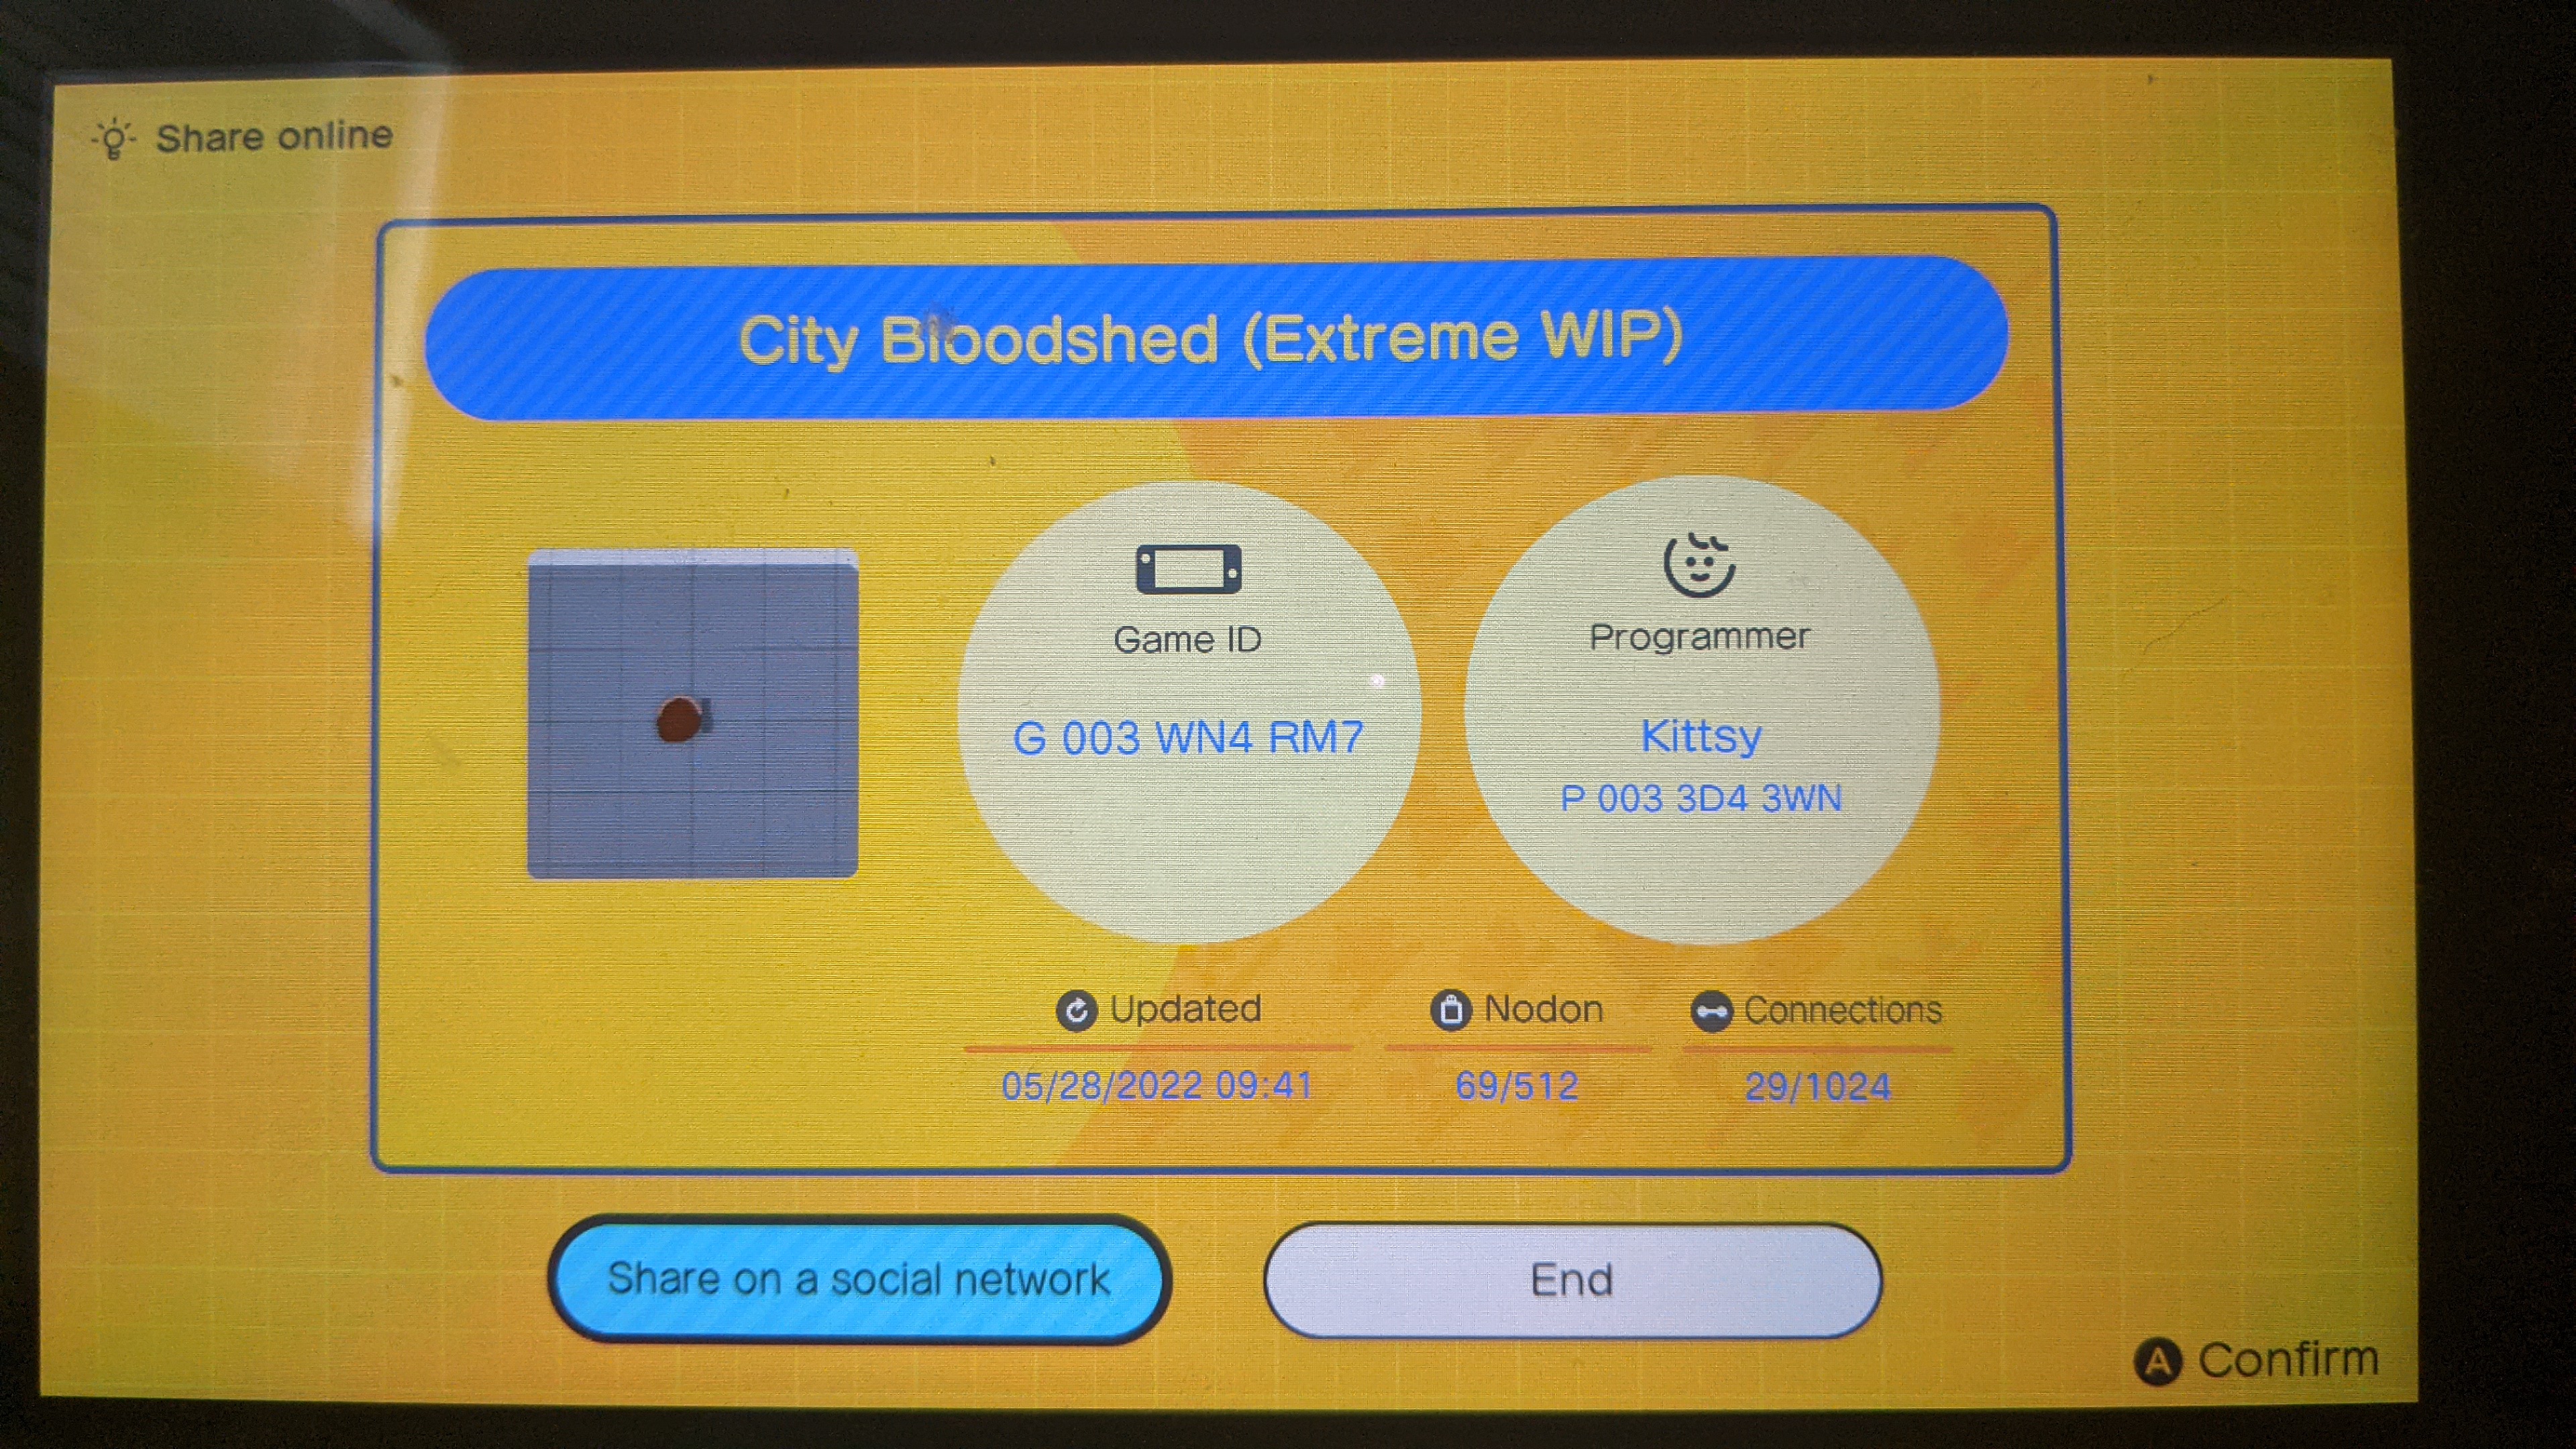 Share online
City Bloodshed (Extreme WIP)
Game ID
G 003 WN4 RM7
Programmer
Kittsy
P 003 3D4 3WN
Updated
05/28/2022 09:41
Nodon
69/512
Connections
29/1024
Share on a social network
End
A Confirm